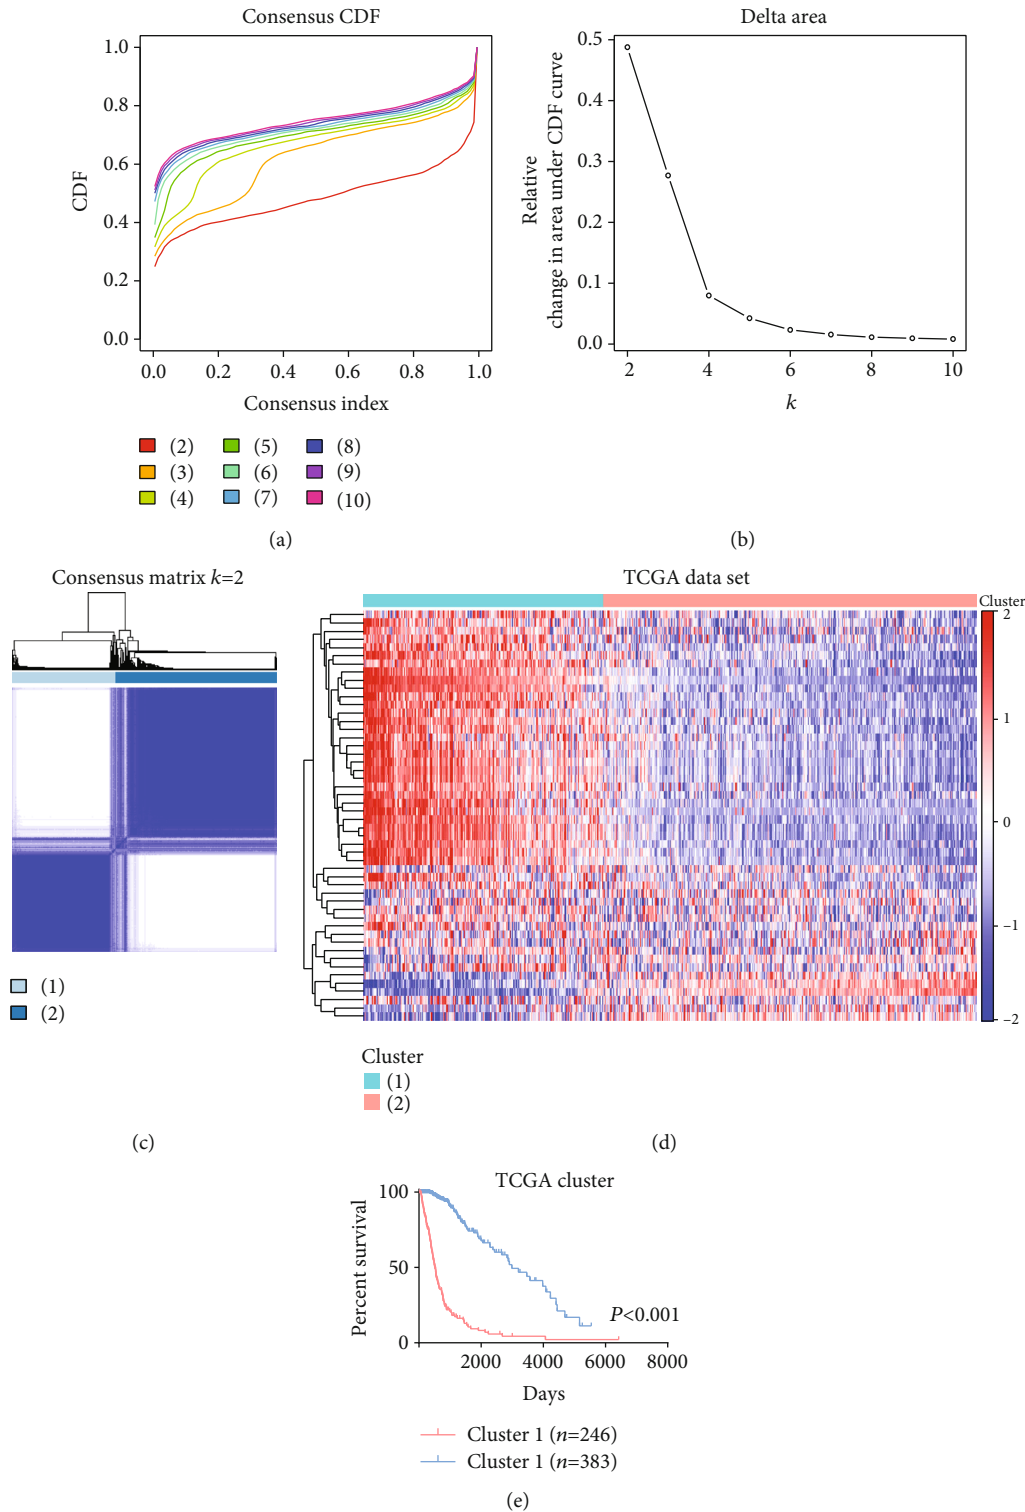 Consensus CDF
1.0
0.8
0.6
0.4
0.2
0.0
CDF
0.0 0.2 0.4 0.6 0.8 1.0
Consensus index
(2) (5) (8)
(3) (6) (9)
(4) (7) (10)
(a)
Delta area
0.5
0.4
0.3
0.2
0.1
0.0
Relative
change in area under CDF curve
2 4 6 8 10
k
(b)
Consensus matrix k=2
(1)
(2)
(c)
TCGA data set
Cluster
2
1
0
−1
−2
Cluster
(1)
(2)
(d)
TCGA cluster
100
50
0
Percent survival
P<0.001
2000 4000 6000 8000
Days
Cluster 1 (n=246)
Cluster 1 (n=383)
(e)